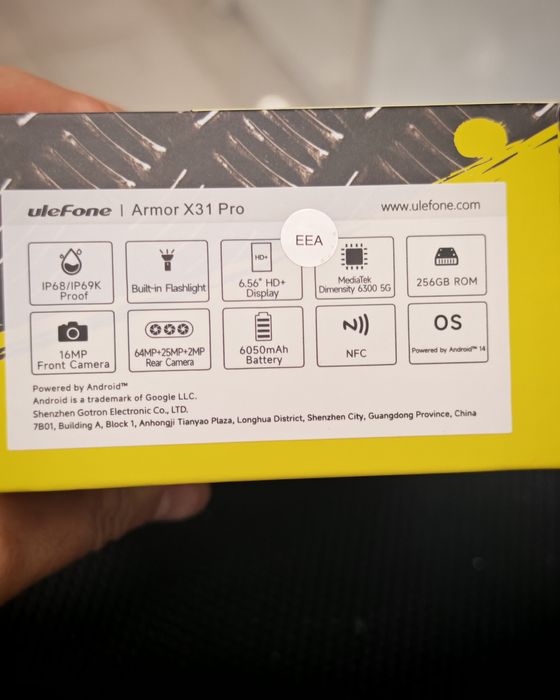 uleFone | Armor X31 Pro
www.ulefone.com
EEA
IP68/IP69K
Proof
Built-in Flashlight
HD+
6.56" HD+
Display
MediaTek
Dimensity 6300 5G
256GB ROM
16MP
Front Camera
64MP+25MP+2MP
Rear Camera
6050mAh
Battery
NFC
OS
Powered by Android™ 14
Powered by Android™
Android is a trademark of Google LLC.
Shenzhen Gotron Electronic Co., LTD.
7B01, Building A, Block 1, Anhongji Tianyao Plaza, Longhua District, Shenzhen City, Guangdong Province, China